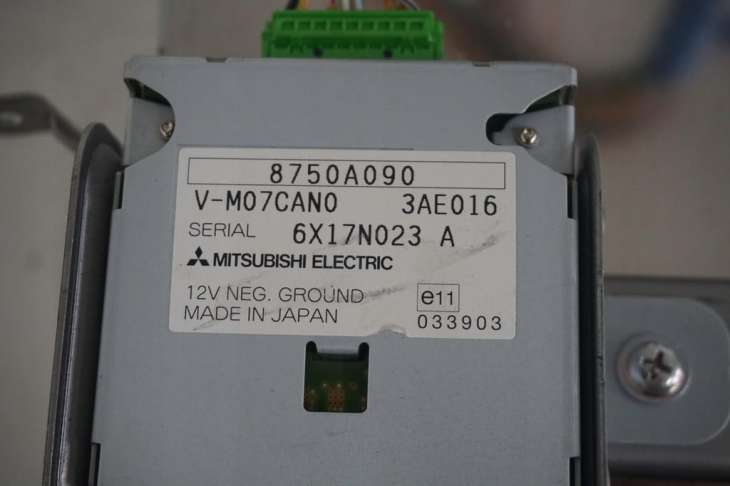 8750A090
V-M07CAN0 3AE016
SERIAL 6X17N023 A
MITSUBISHI ELECTRIC
12V NEG. GROUND e11
MADE IN JAPAN 033903